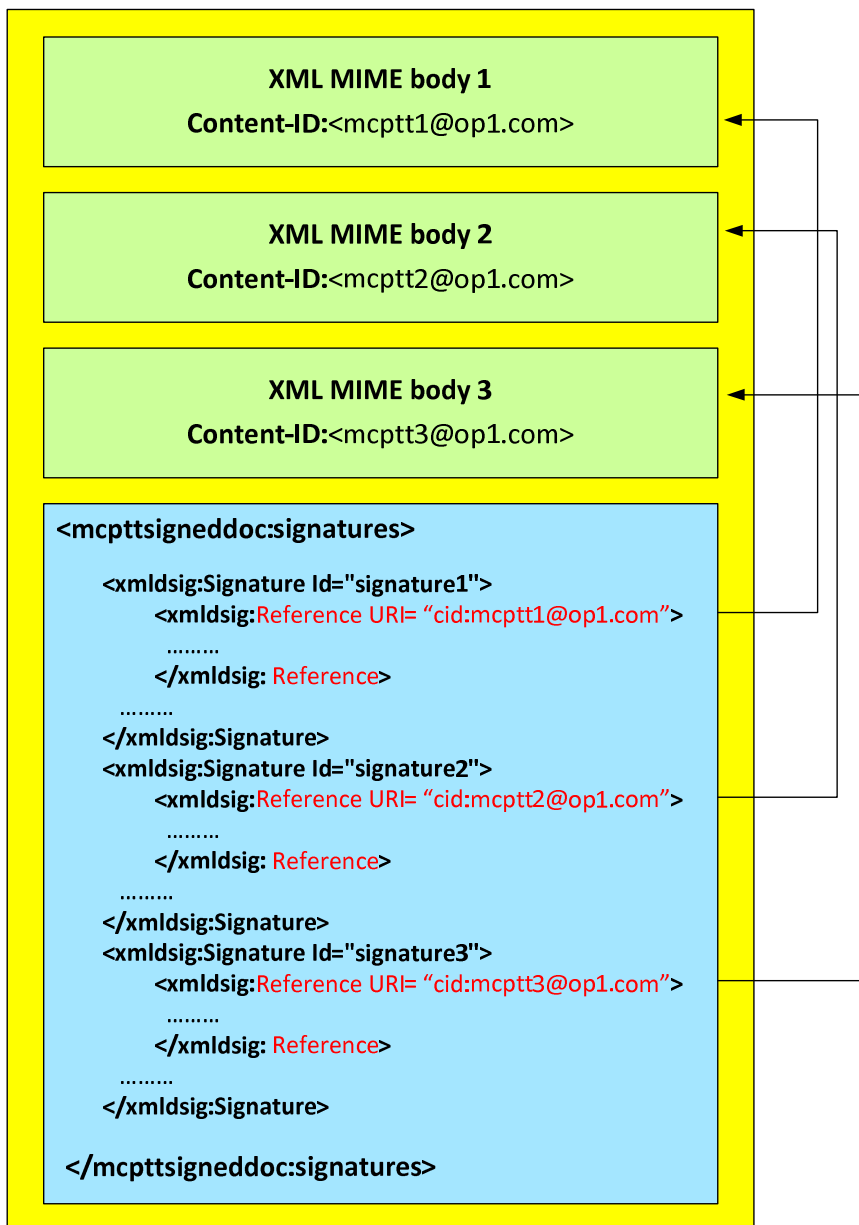 XML MIME body 1
Content-ID:<mcptt1@op1.com>
XML MIME body 2
Content-ID:<mcptt2@op1.com>
XML MIME body 3
Content-ID:<mcptt3@op1.com>
<mcpttsigneddoc:signatures>
<xmldsig:Signature Id="signature1">
<xmldsig:Reference URI= “cid:mcptt1@op1.com”>
………
</xmldsig: Reference>
………
</xmldsig:Signature>
<xmldsig:Signature Id="signature2">
<xmldsig:Reference URI= “cid:mcptt2@op1.com”>
………
</xmldsig: Reference>
………
</xmldsig:Signature>
<xmldsig:Signature Id="signature3">
<xmldsig:Reference URI= “cid:mcptt3@op1.com”>
………
</xmldsig: Reference>
………
</xmldsig:Signature>
</mcpttsigneddoc:signatures>